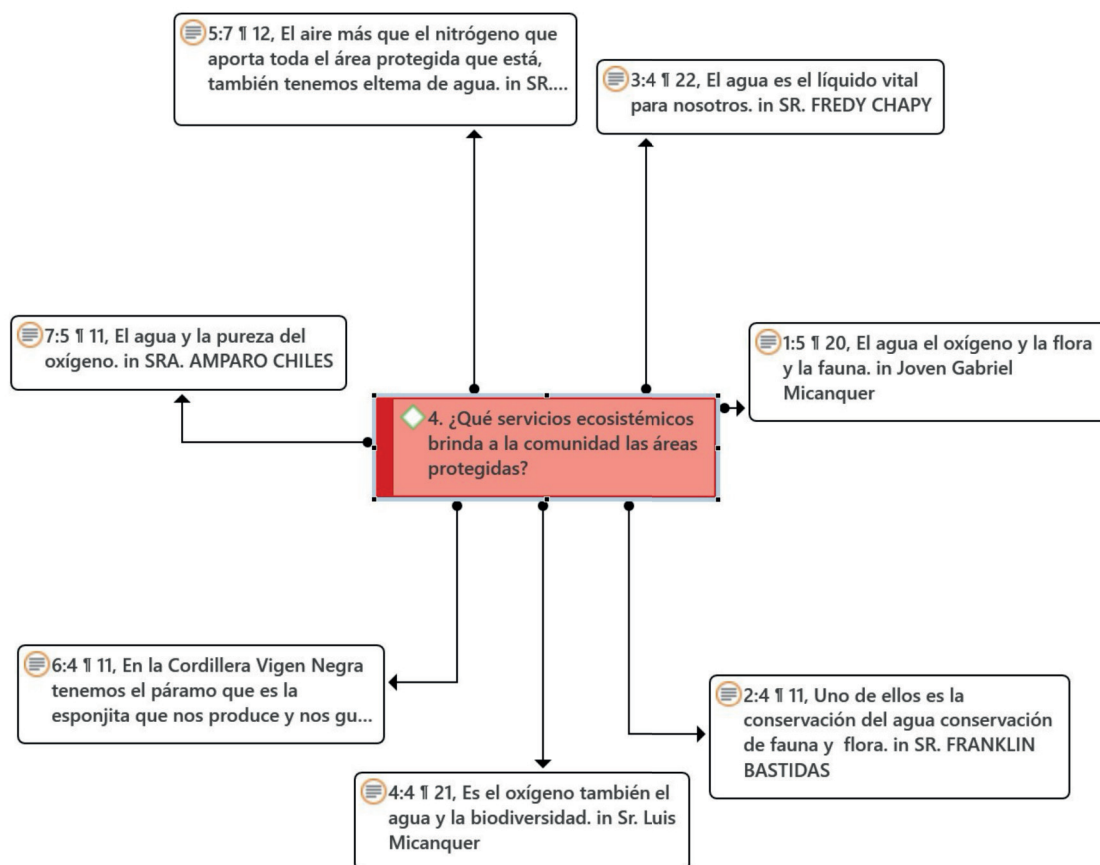 5:7 ¶ 12, El aire más que el nitrógeno que
aporta toda el área protegida que está,
también tenemos eltema de agua. in SR....
3:4 ¶ 22, El agua es el líquido vital
para nosotros. in SR. FREDY CHAPY
7:5 ¶ 11, El agua y la pureza del
oxígeno. in SRA. AMPARO CHILES
1:5 ¶ 20, El agua el oxígeno y la flora
y la fauna. in Joven Gabriel
Micanquer
4. ¿Qué servicios ecosistémicos
brinda a la comunidad las áreas
protegidas?
6:4 ¶ 11, En la Cordillera Vigen Negra
tenemos el páramo que es la
esponjita que nos produce y nos gu...
2:4 ¶ 11, Uno de ellos es la
conservación del agua conservación
de fauna y flora. in SR. FRANKLIN
BASTIDAS
4:4 ¶ 21, Es el oxígeno también el
agua y la biodiversidad. in Sr. Luis
Micanquer